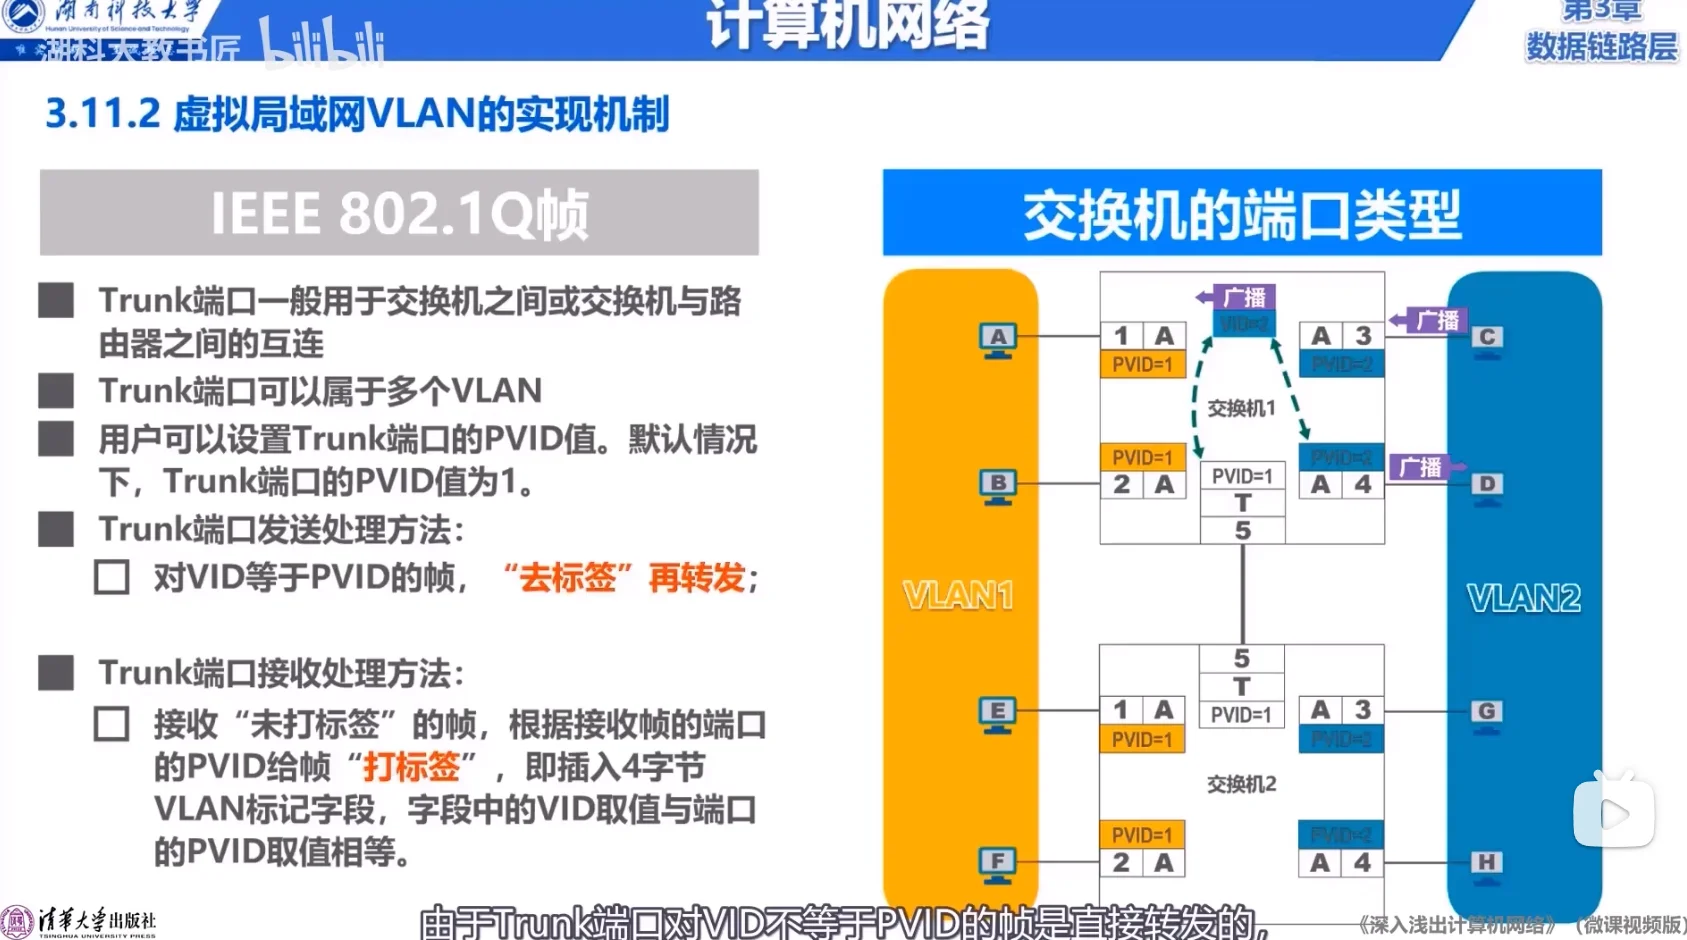 湖南科技大学
Hunan University of Science and Technology
湖科大教书匠 bilibili
计算机网络
第3章
数据链路层
3.11.2 虚拟局域网VLAN的实现机制
IEEE 802.1Q帧
Trunk端口一般用于交换机之间或交换机与路
由器之间的互连
Trunk端口可以属于多个VLAN
用户可以设置Trunk端口的PVID值。默认情况
下，Trunk端口的PVID值为1。
Trunk端口发送处理方法：
对VID等于PVID的帧，“去标签”再转发；
Trunk端口接收处理方法：
接收“未打标签”的帧，根据接收帧的端口
的PVID给帧“打标签”，即插入4字节
VLAN标记字段，字段中的VID取值与端口
的PVID取值相等。
交换机的端口类型
广播
VID=2
广播
A
1 A
A 3
C
PVID=1
PVID=2
交换机1
PVID=1
PVID=2
广播
B
2 A
PVID=1
A 4
D
T
5
VLAN1
VLAN2
5
T
E
1 A
PVID=1
A 3
G
PVID=1
PVID=2
交换机2
PVID=1
PVID=2
F
2 A
A 4
H
由于Trunk端口对VID不等于PVID的帧是直接转发的，
清华大学出版社
TSINGHUA UNIVERSITY PRESS
《深入浅出计算机网络》（微课视频版）